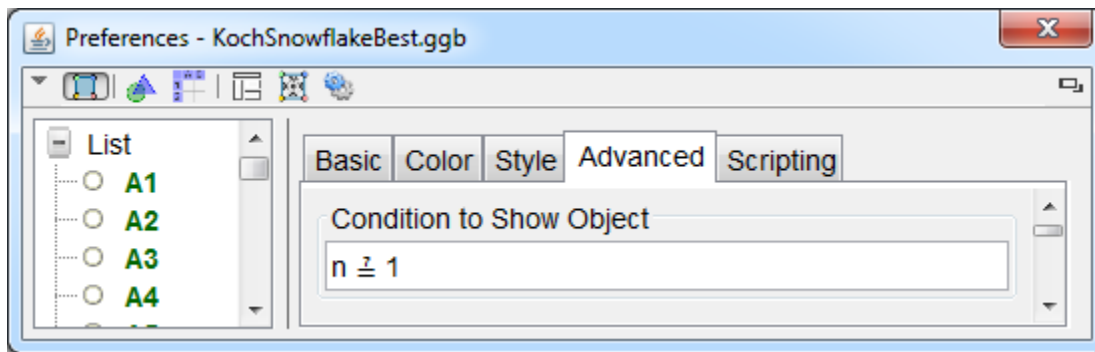 Preferences - KochSnowflakeBest.ggb
List
A1
A2
A3
A4
Basic Color Style Advanced Scripting
Condition to Show Object
n ≟ 1